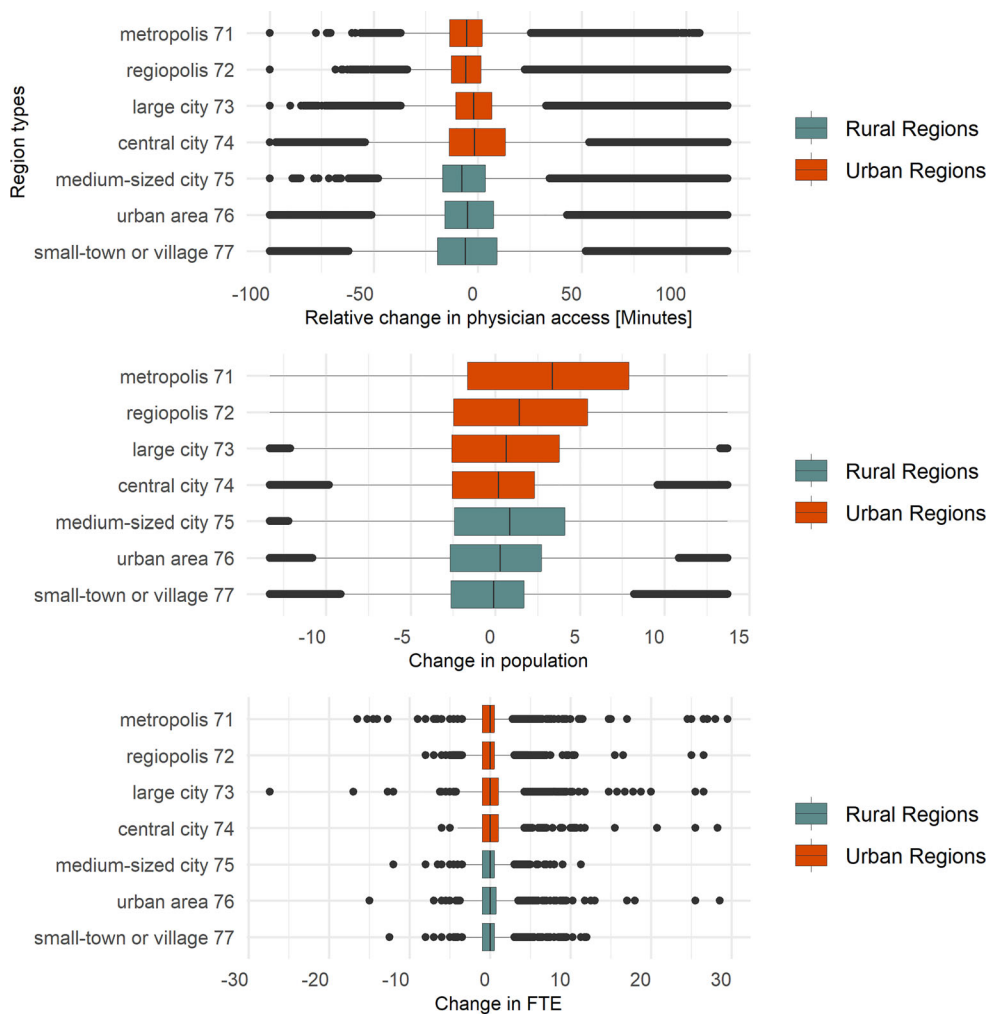 Region types
metropolis 71
regiopolis 72
large city 73
central city 74
medium-sized city 75
urban area 76
small-town or village 77
-100 -50 0 50 100
Relative change in physician access [Minutes]
Rural Regions
Urban Regions
metropolis 71
regiopolis 72
large city 73
central city 74
medium-sized city 75
urban area 76
small-town or village 77
-10 -5 0 5 10 15
Change in population
Rural Regions
Urban Regions
metropolis 71
regiopolis 72
large city 73
central city 74
medium-sized city 75
urban area 76
small-town or village 77
-30 -20 -10 0 10 20 30
Change in FTE
Rural Regions
Urban Regions